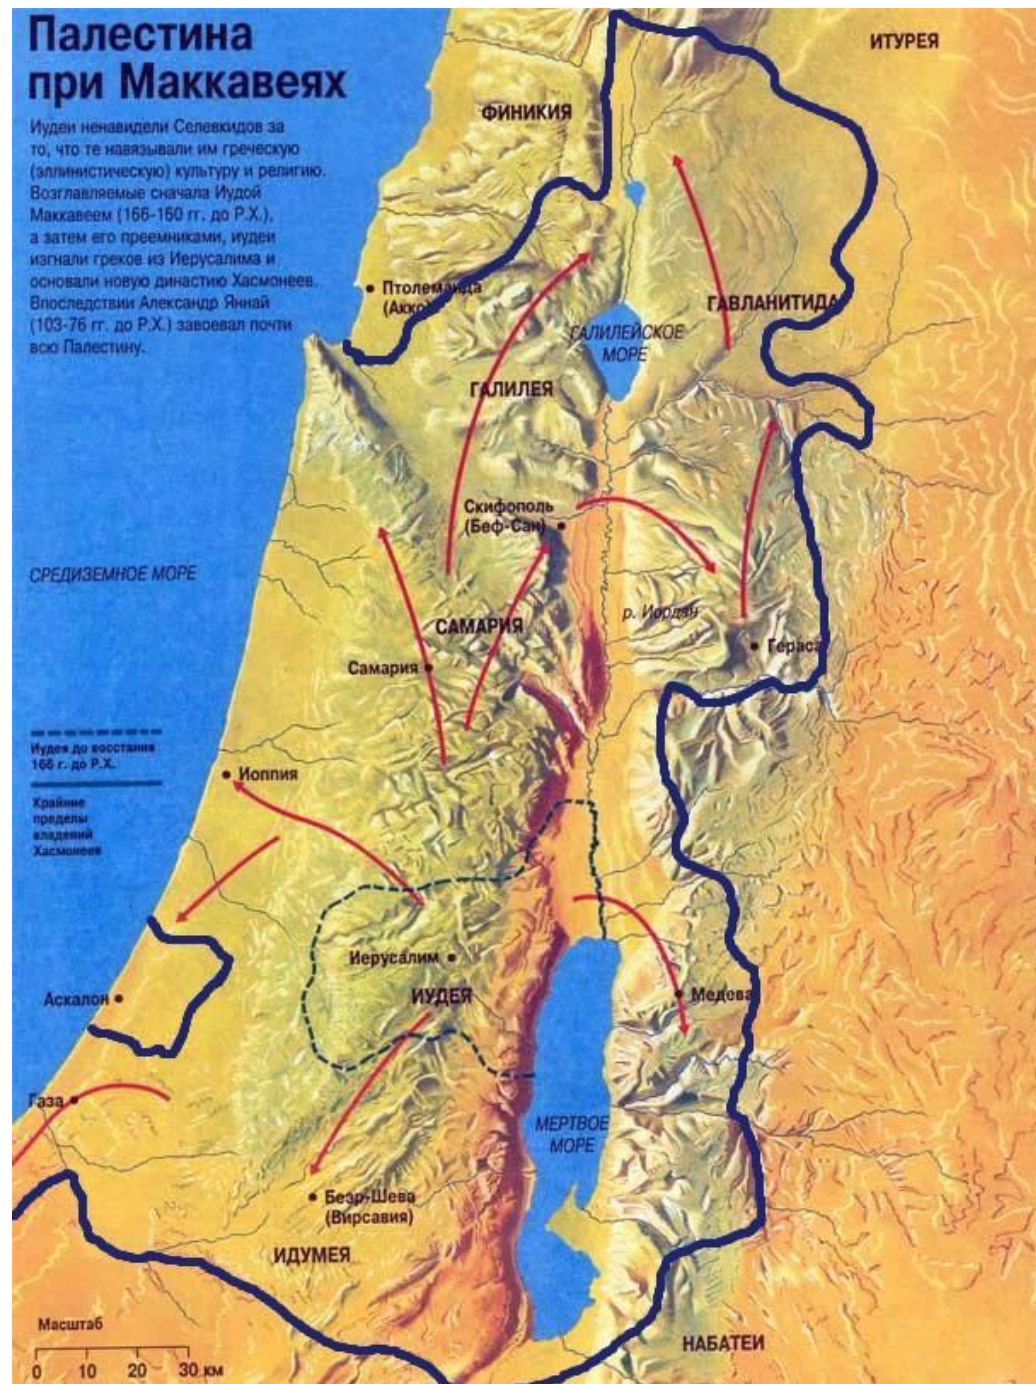 Палестина
при Маккавеях
Иудеи ненавидели Селевкидов за
то, что те навязывали им греческую
(эллинистическую) культуру и религию.
Возглавляемые сначала Иудой
Маккавеем (166-160 гг. до Р.Х.),
а затем его преемниками, иудеи
изгнали греков из Иерусалима и
основали новую династию Хасмонеев.
Впоследствии Александр Яннай
(103-76 гг. до Р.Х.) завоевал почти
всю Палестину.
ИТУРЕЯ
ФИНИКИЯ
Птолемаида
(Акко)
ГАВЛАНИТИДА
ГАЛИЛЕЙСКОЕ
МОРЕ
ГАЛИЛЕЯ
Скифополь
(Беф-Сан)
СРЕДИЗЕМНОЕ МОРЕ
р. Иордан
САМАРИЯ
Гераса
Самария
Иудея до восстания
166 г. до Р.Х.
Иоппия
Крайние
пределы
владений
Хасмонеев
Иерусалим
ИУДЕЯ
Аскалон
Медева
Газа
МЕРТВОЕ
МОРЕ
Беэр-Шева
(Вирсавия)
ИДУМЕЯ
НАБАТЕИ
Масштаб
0 10 20 30 км